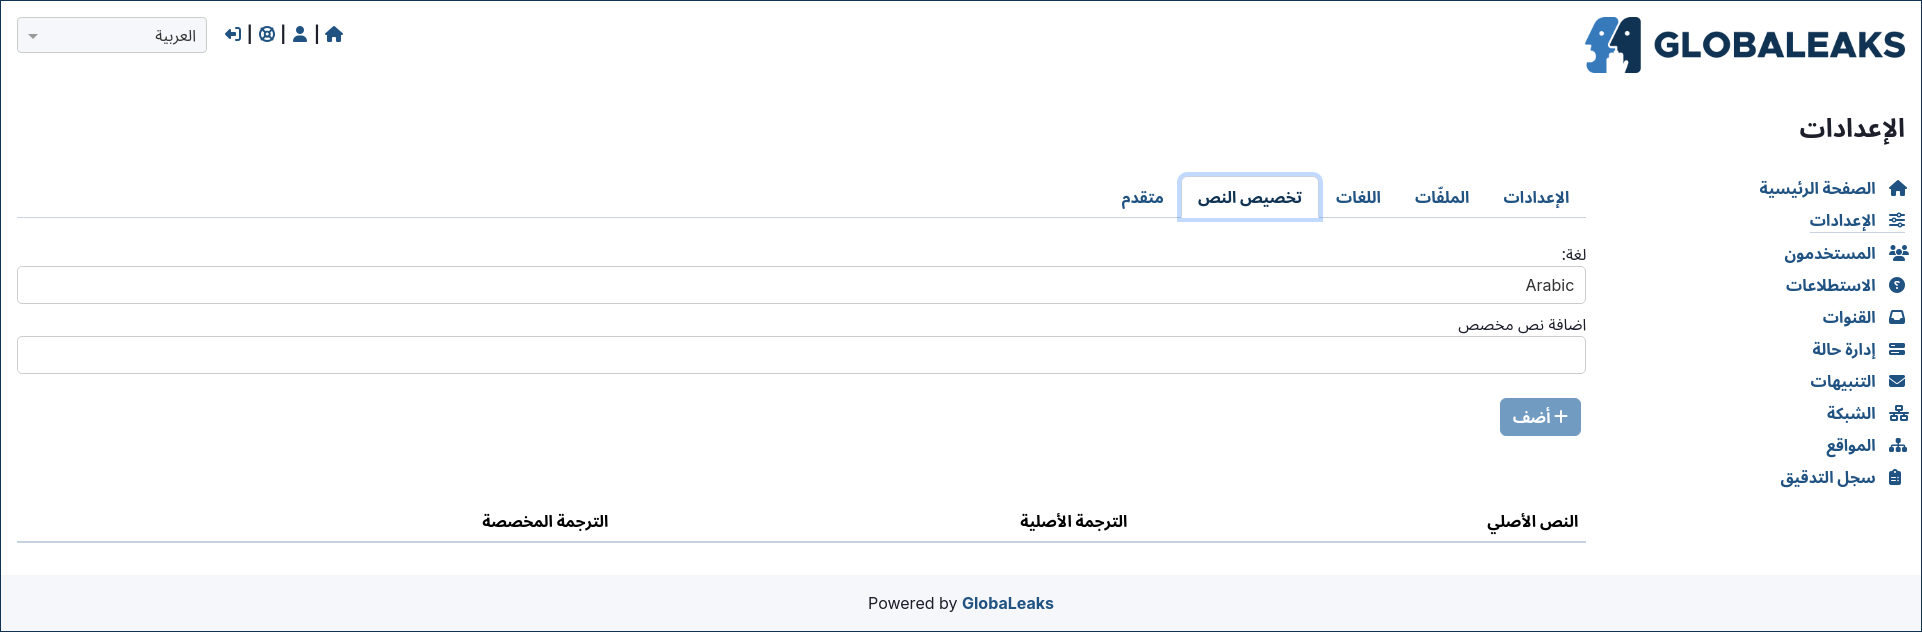 GLOBALEAKS
| | |
العربية
الإعدادات
الصفحة الرئيسية
الإعدادات
المستخدمون
الاستطلاعات
القنوات
إدارة حالة
التنبيهات
الشبكة
المواقع
سجل التدقيق
الإعدادات الملفّات اللغات تخصيص النص متقدم
لغة:
Arabic
اضافة نص مخصص
+ أضف
النص الأصلي الترجمة الأصلية الترجمة المخصصة
Powered by GlobaLeaks